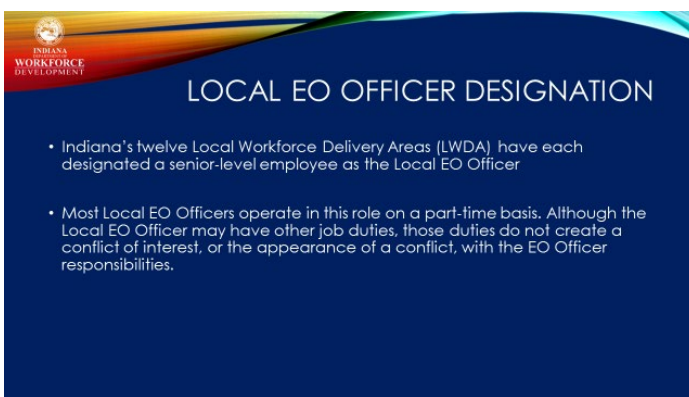 INDIANA
DEPARTMENT OF
WORKFORCE
DEVELOPMENT
LOCAL EO OFFICER DESIGNATION
• Indiana's twelve Local Workforce Delivery Areas (LWDA) have each
designated a senior-level employee as the Local EO Officer
• Most Local EO Officers operate in this role on a part-time basis. Although the
Local EO Officer may have other job duties, those duties do not create a
conflict of interest, or the appearance of a conflict, with the EO Officer
responsibilities.